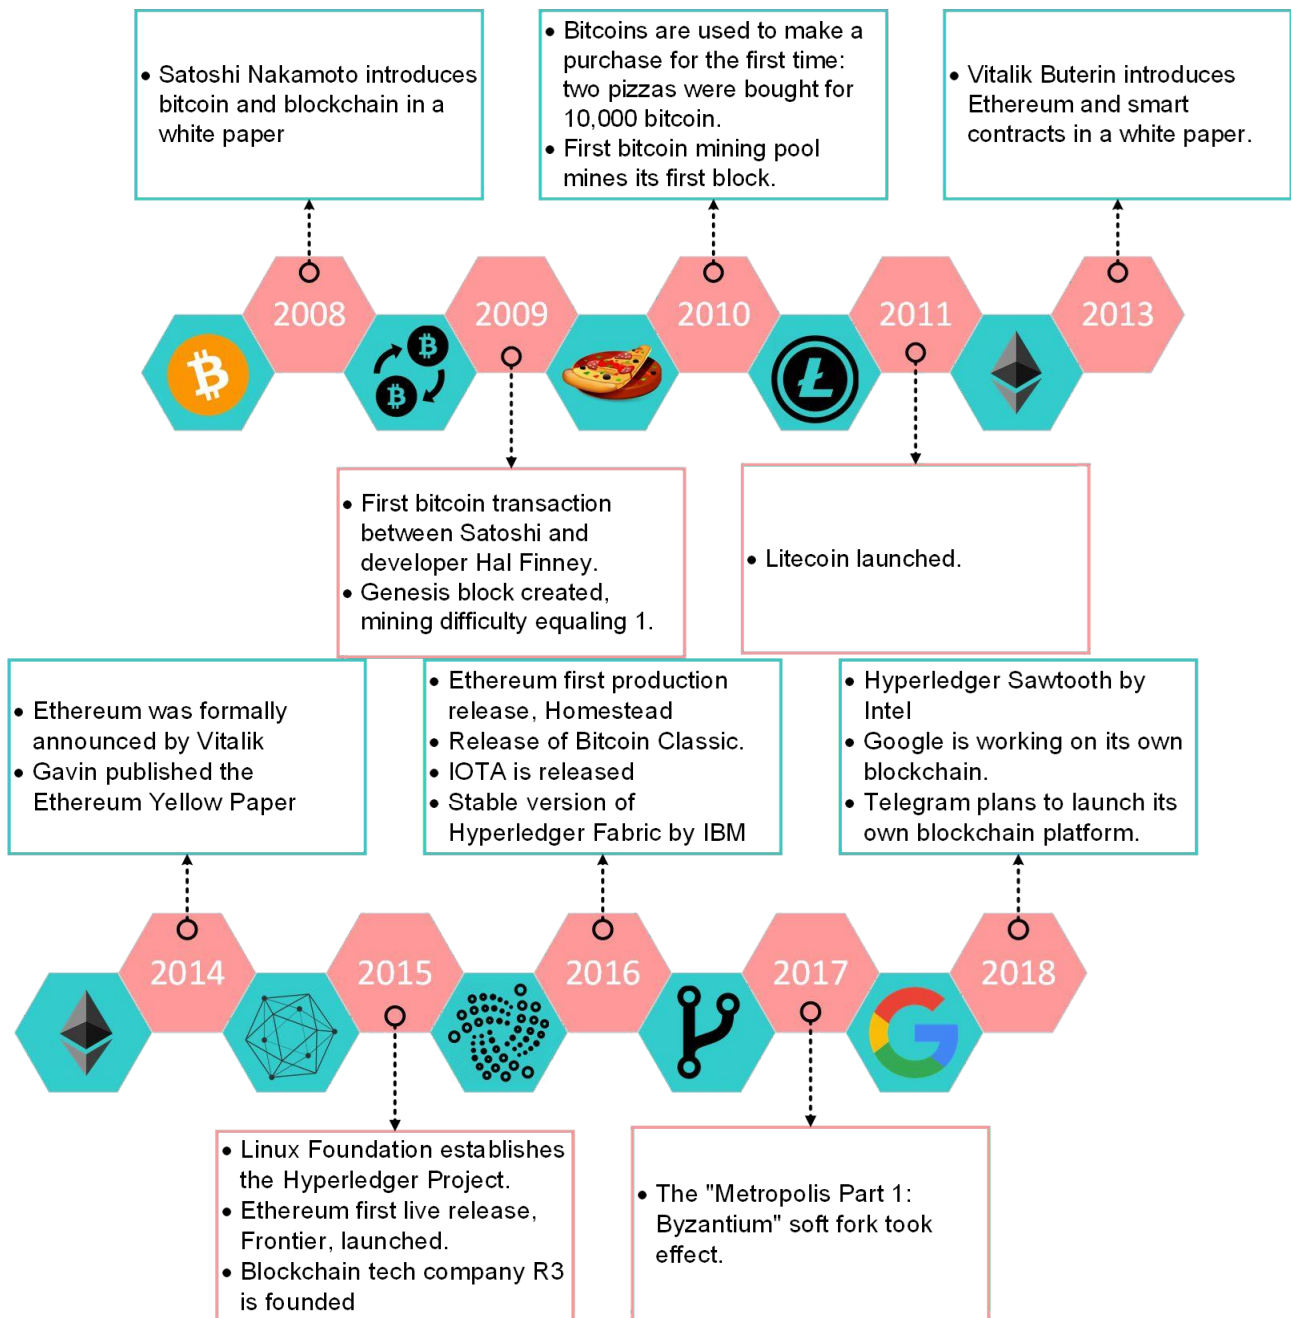 • Satoshi Nakamoto introduces
bitcoin and blockchain in a
white paper
• Bitcoins are used to make a
purchase for the first time:
two pizzas were bought for
10,000 bitcoin.
• First bitcoin mining pool
mines its first block.
• Vitalik Buterin introduces
Ethereum and smart
contracts in a white paper.
2008
2009
2010
2011
2013
• First bitcoin transaction
between Satoshi and
developer Hal Finney.
• Genesis block created,
mining difficulty equaling 1.
• Litecoin launched.
• Ethereum was formally
announced by Vitalik
• Gavin published the
Ethereum Yellow Paper
• Ethereum first production
release, Homestead
• Release of Bitcoin Classic.
• IOTA is released
• Stable version of
Hyperledger Fabric by IBM
• Hyperledger Sawtooth by
Intel
• Google is working on its own
blockchain.
• Telegram plans to launch its
own blockchain platform.
2014
2015
2016
2017
2018
• Linux Foundation establishes
the Hyperledger Project.
• Ethereum first live release,
Frontier, launched.
• Blockchain tech company R3
is founded
• The "Metropolis Part 1:
Byzantium" soft fork took
effect.